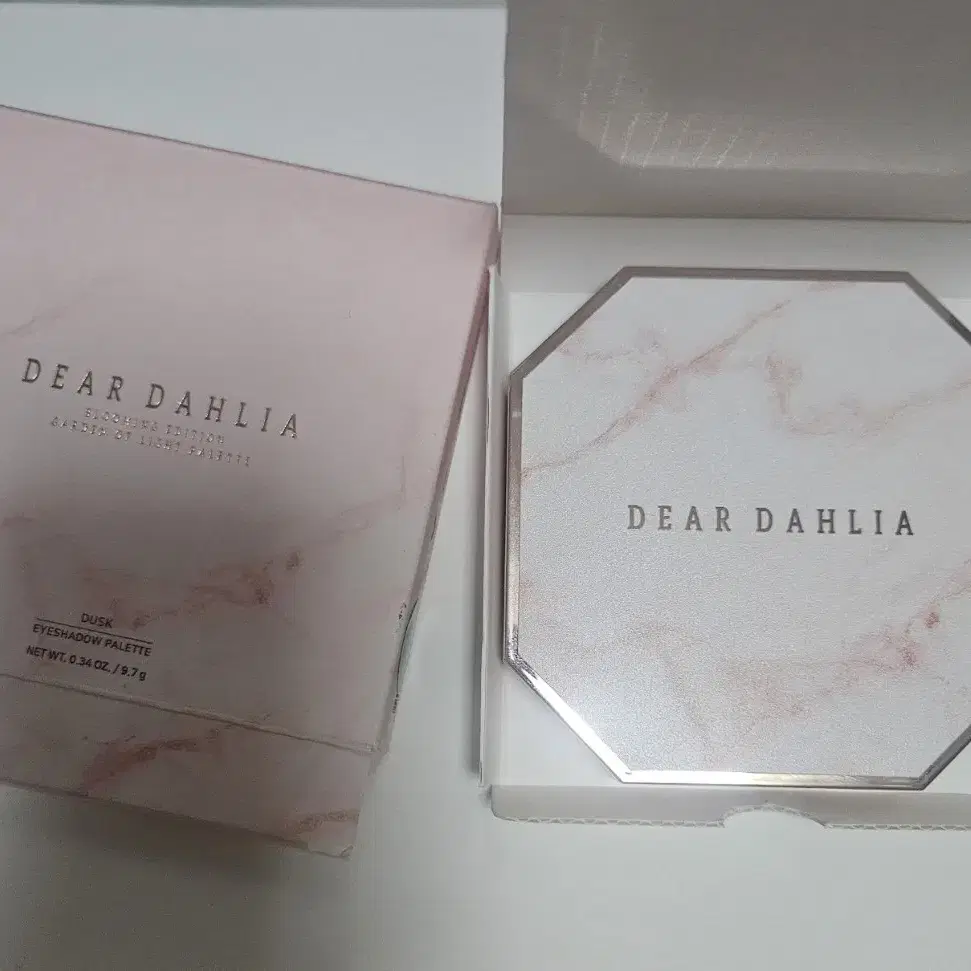 DEAR DAHLIA
BLOOMING EDITION
GARDEN OF LIGHT PALETTE
DUSK
EYESHADOW PALETTE
NET WT. 0.34 OZ. / 9.7 g
DEAR DAHLIA